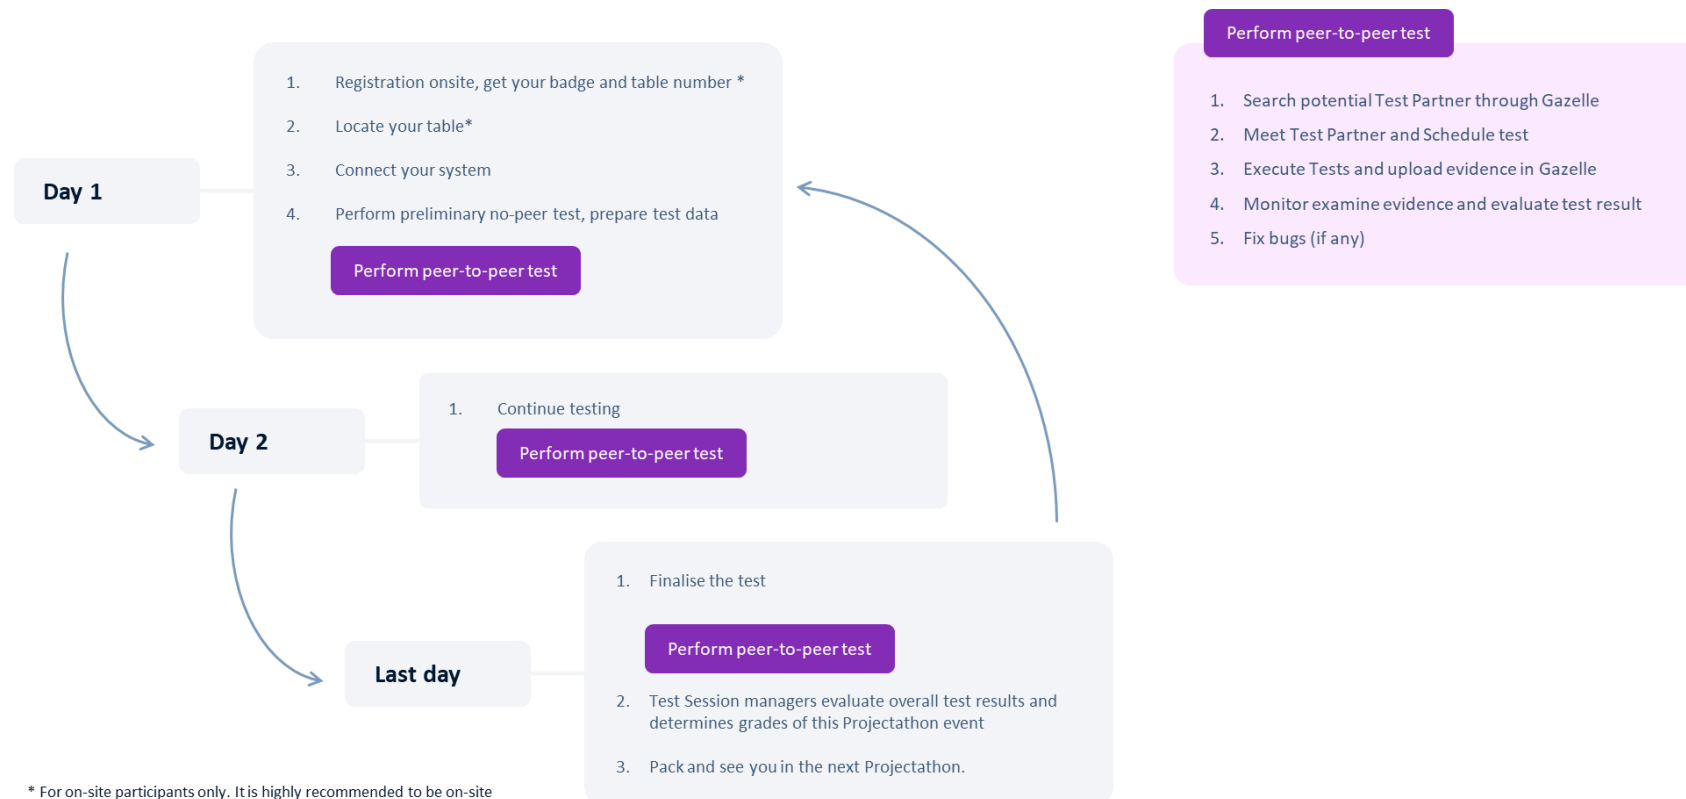 Day 1
1. Registration onsite, get your badge and table number *
2. Locate your table*
3. Connect your system
4. Perform preliminary no-peer test, prepare test data
Perform peer-to-peer test
Day 2
1. Continue testing
Perform peer-to-peer test
Last day
1. Finalise the test
Perform peer-to-peer test
2. Test Session managers evaluate overall test results and
determines grades of this Projectathon event
3. Pack and see you in the next Projectathon.
* For on-site participants only. It is highly recommended to be on-site
Perform peer-to-peer test
1. Search potential Test Partner through Gazelle
2. Meet Test Partner and Schedule test
3. Execute Tests and upload evidence in Gazelle
4. Monitor examine evidence and evaluate test result
5. Fix bugs (if any)